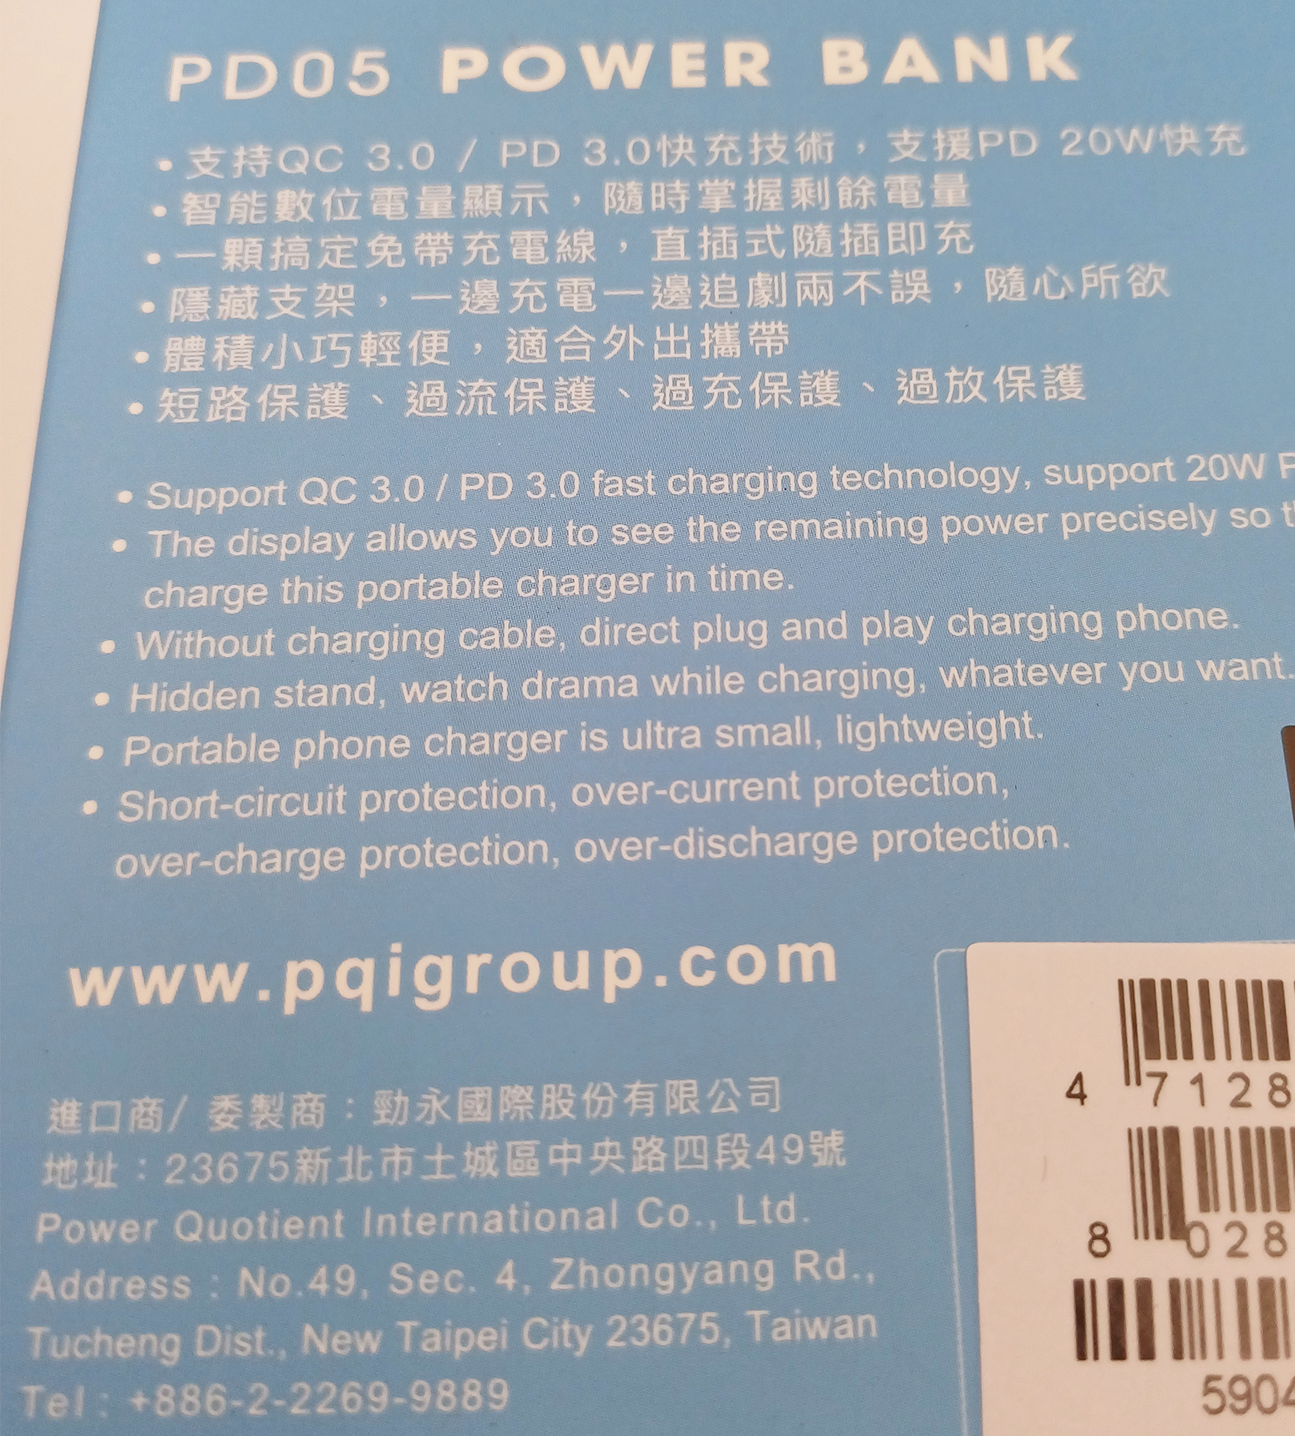 PD05 POWER BANK
• 支持QC 3.0 / PD 3.0快充技術，支援PD 20W快充
• 智能數位電量顯示，隨時掌握剩餘電量
• 一顆搞定免帶充電線，直插式隨插即充
• 隱藏支架，一邊充電一邊追劇兩不誤，隨心所欲
• 體積小巧輕便，適合外出攜帶
• 短路保護、過流保護、過充保護、過放保護
• Support QC 3.0 / PD 3.0 fast charging technology, support 20W P
• The display allows you to see the remaining power precisely so t
charge this portable charger in time.
• Without charging cable, direct plug and play charging phone.
• Hidden stand, watch drama while charging, whatever you want.
• Portable phone charger is ultra small, lightweight.
• Short-circuit protection, over-current protection,
over-charge protection, over-discharge protection.
www.pqigroup.com
進口商/ 委製商：勁永國際股份有限公司
地址：23675新北市土城區中央路四段49號
Power Quotient International Co., Ltd.
Address : No.49, Sec. 4, Zhongyang Rd.,
Tucheng Dist., New Taipei City 23675, Taiwan
Tel : +886-2-2269-9889
4 7128
8 028
5904